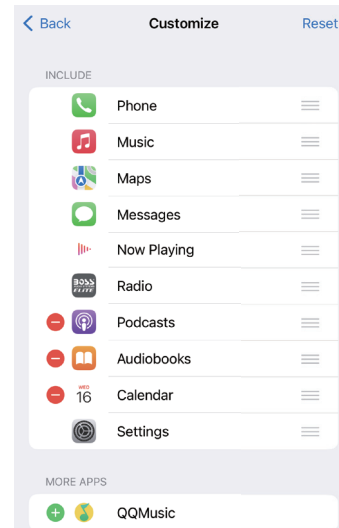 Back Customize Reset
INCLUDE
Phone
Music
Maps
Messages
Now Playing
BOSS ELITE Radio
Podcasts
Audiobooks
WED 16 Calendar
Settings
MORE APPS
QQMusic